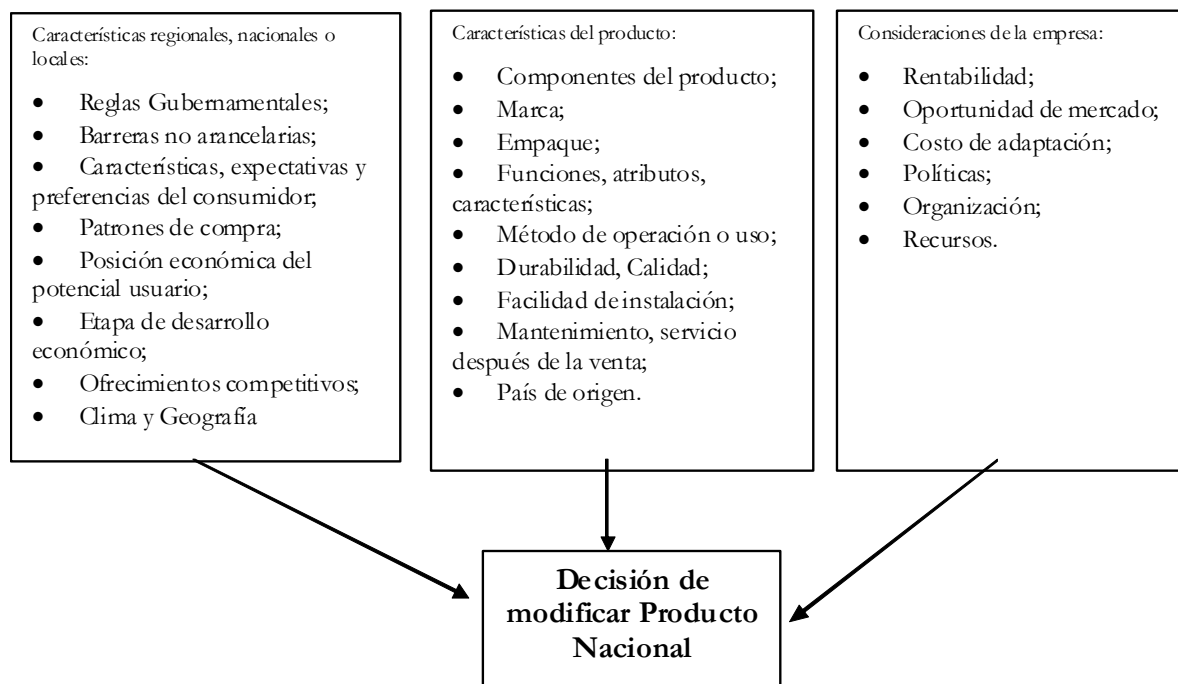 Características regionales, nacionales o
locales:
• Reglas Gubernamentales;
• Barreras no arancelarias;
• Características, expectativas y
preferencias del consumidor;
• Patrones de compra;
• Posición económica del
potencial usuario;
• Etapa de desarrollo
económico;
• Ofrecimientos competitivos;
• Clima y Geografía
Características del producto:
• Componentes del producto;
• Marca;
• Empaque;
• Funciones, atributos,
características;
• Método de operación o uso;
• Durabilidad, Calidad;
• Facilidad de instalación;
• Mantenimiento, servicio
después de la venta;
• País de origen.
Consideraciones de la empresa:
• Rentabilidad;
• Oportunidad de mercado;
• Costo de adaptación;
• Políticas;
• Organización;
• Recursos.
Decisión de
modificar Producto
Nacional